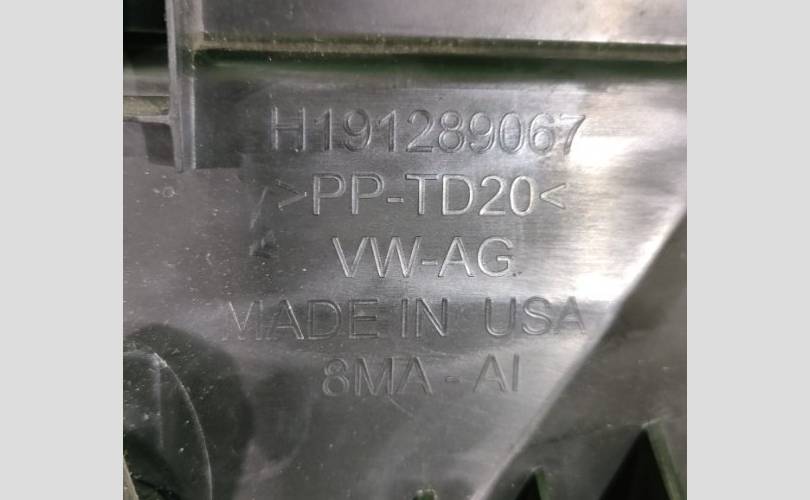 H191289067
>PP-TD20<
VW-AG
MADE IN USA
8MA-AI